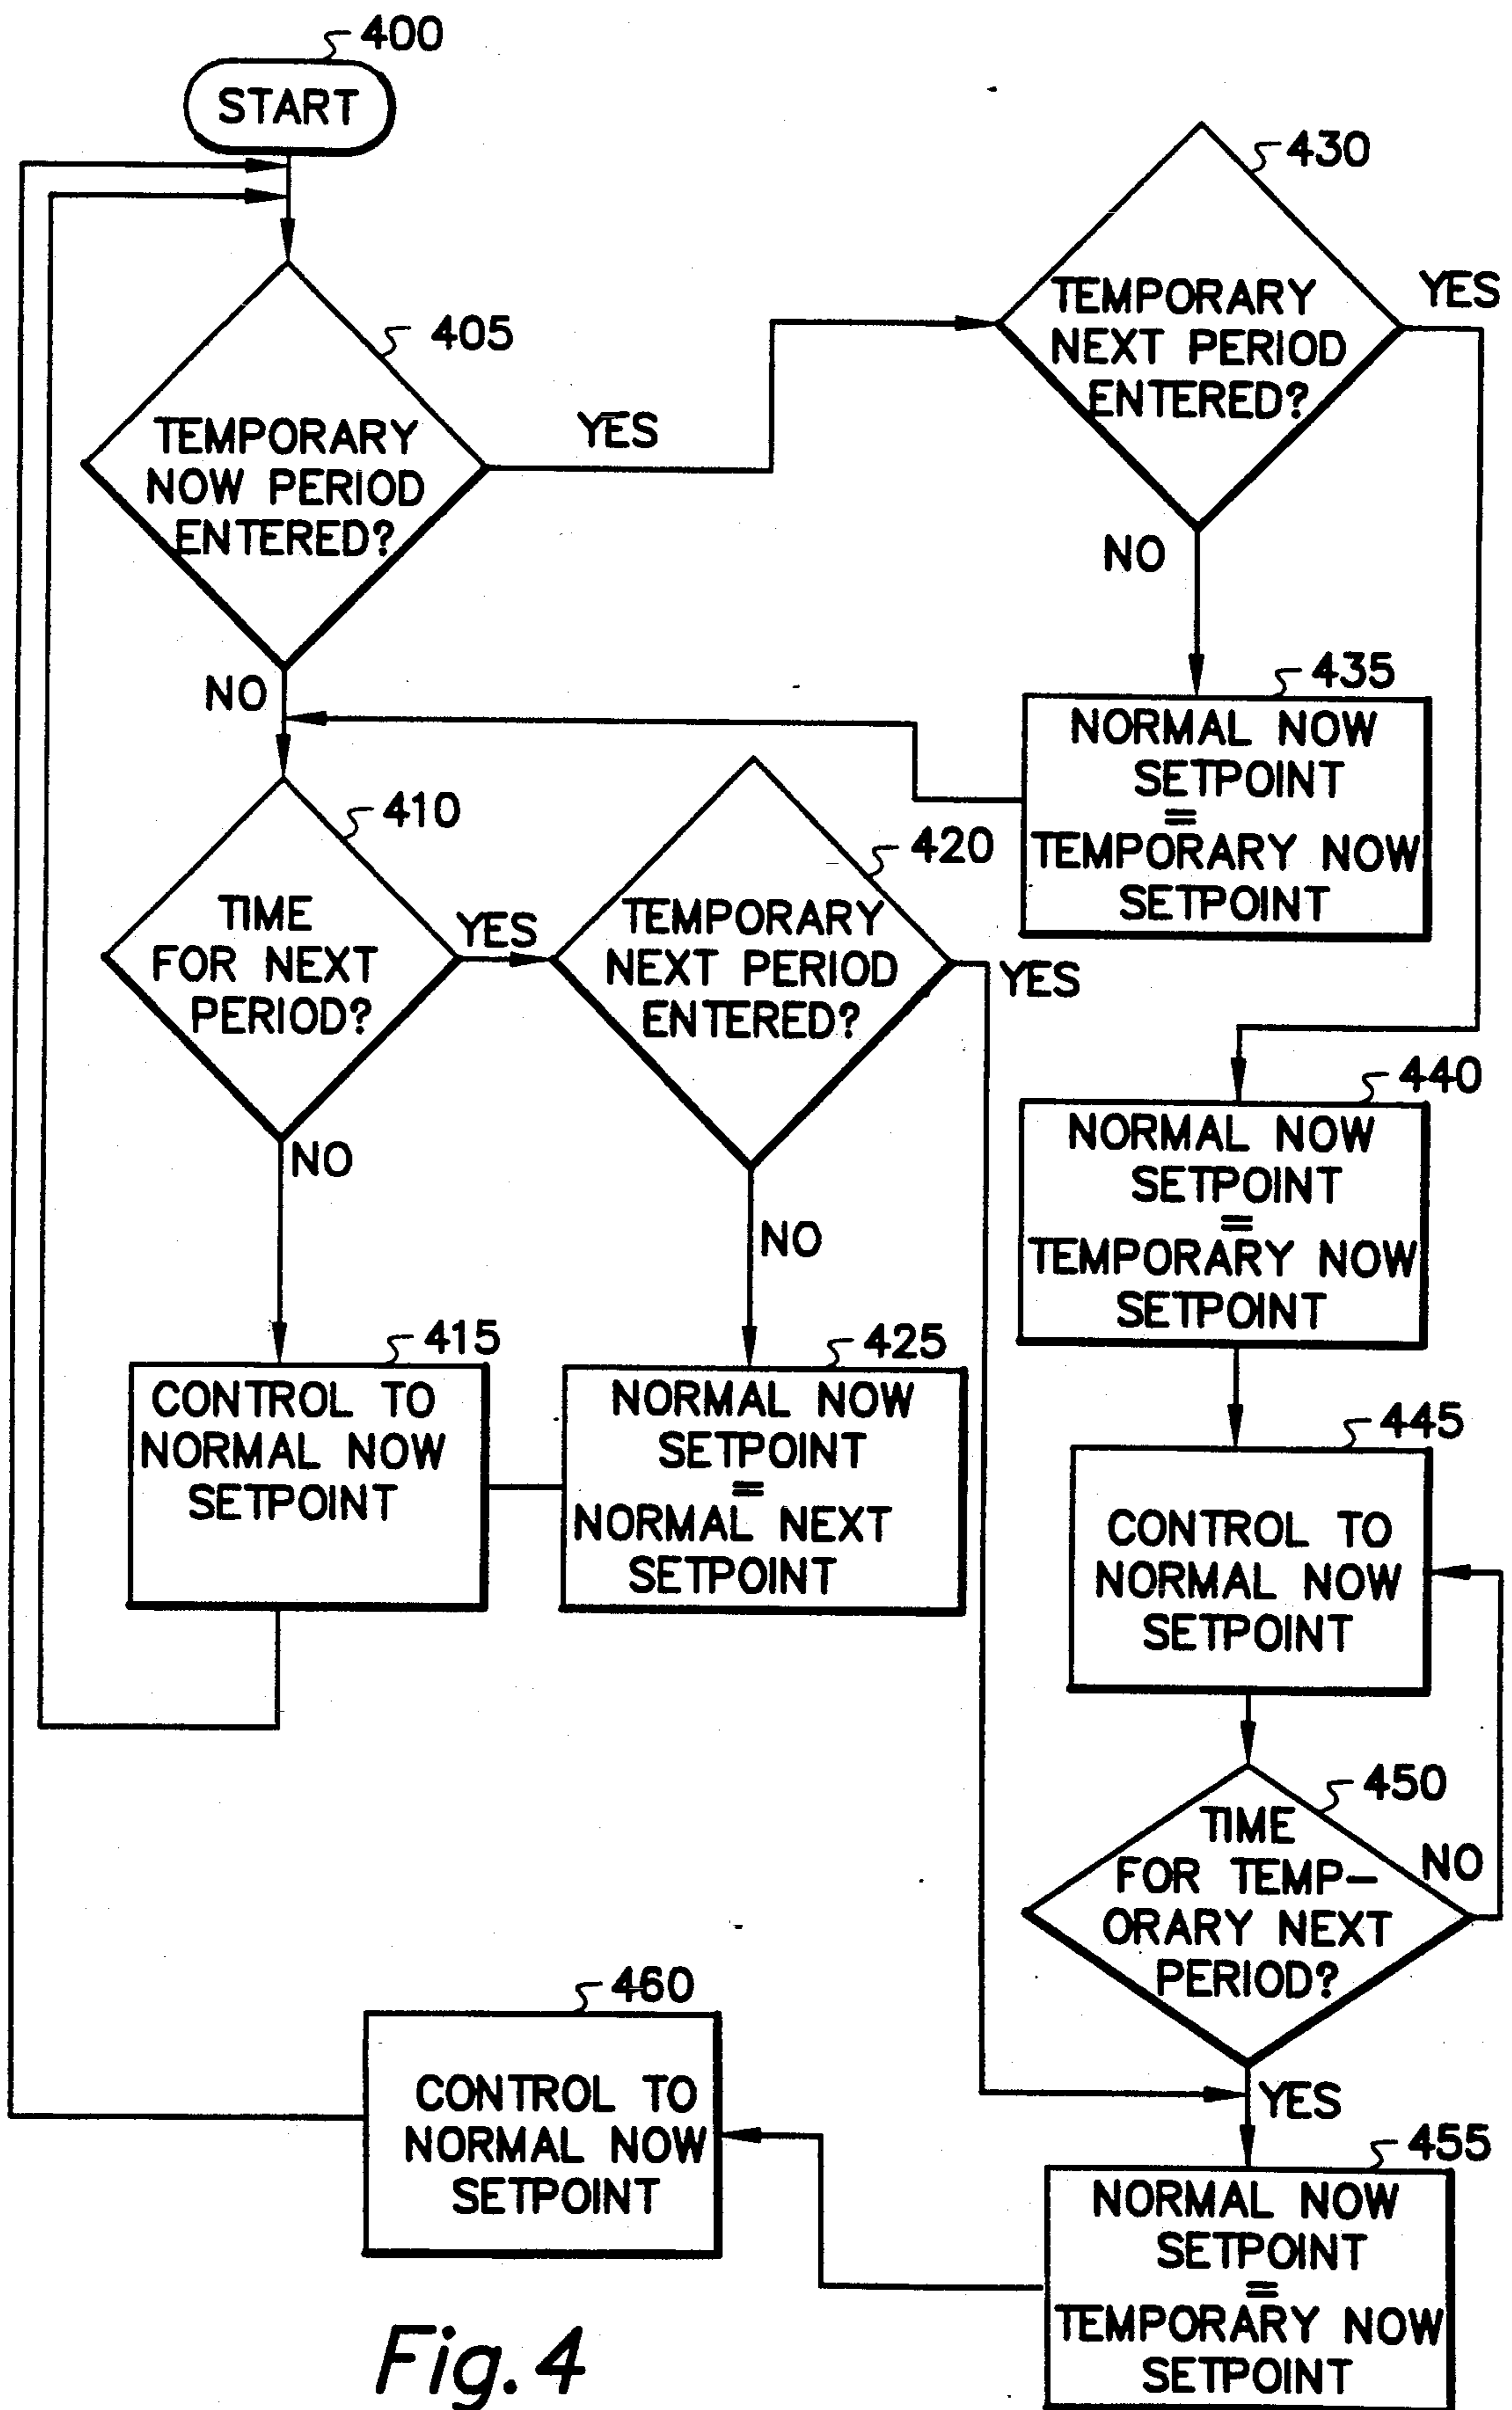 400
START
405
TEMPORARY
NOW PERIOD
ENTERED?
YES
NO
430
TEMPORARY
NEXT PERIOD
ENTERED?
YES
NO
435
NORMAL NOW
SETPOINT
=
TEMPORARY NOW
SETPOINT
410
TIME
FOR NEXT
PERIOD?
YES
NO
420
TEMPORARY
NEXT PERIOD
ENTERED?
YES
NO
415
CONTROL TO
NORMAL NOW
SETPOINT
425
NORMAL NOW
SETPOINT
=
NORMAL NEXT
SETPOINT
440
NORMAL NOW
SETPOINT
=
TEMPORARY NOW
SETPOINT
445
CONTROL TO
NORMAL NOW
SETPOINT
450
TIME
FOR TEMP-
ORARY NEXT
PERIOD?
NO
YES
455
NORMAL NOW
SETPOINT
=
TEMPORARY NOW
SETPOINT
460
CONTROL TO
NORMAL NOW
SETPOINT
Fig. 4